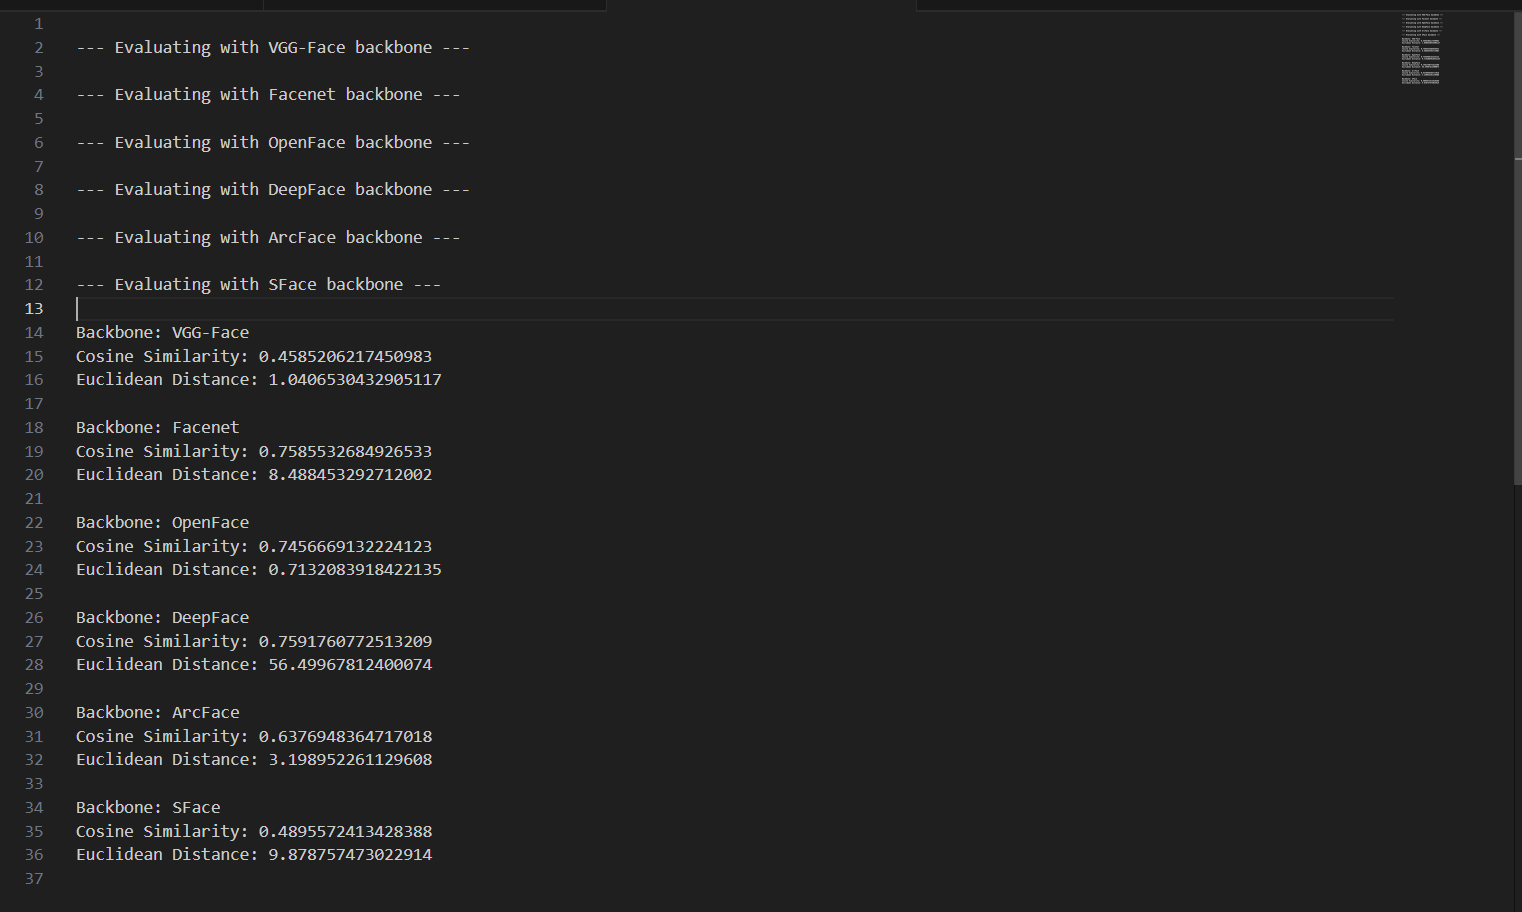 1
2 --- Evaluating with VGG-Face backbone ---
3
4 --- Evaluating with Facenet backbone ---
5
6 --- Evaluating with OpenFace backbone ---
7
8 --- Evaluating with DeepFace backbone ---
9
10 --- Evaluating with ArcFace backbone ---
11
12 --- Evaluating with SFace backbone ---
13
14 Backbone: VGG-Face
15 Cosine Similarity: 0.4585206217450983
16 Euclidean Distance: 1.0406530432905117
17
18 Backbone: Facenet
19 Cosine Similarity: 0.7585532684926533
20 Euclidean Distance: 8.488453292712002
21
22 Backbone: OpenFace
23 Cosine Similarity: 0.7456669132224123
24 Euclidean Distance: 0.7132083918422135
25
26 Backbone: DeepFace
27 Cosine Similarity: 0.7591760772513209
28 Euclidean Distance: 56.49967812400074
29
30 Backbone: ArcFace
31 Cosine Similarity: 0.6376948364717018
32 Euclidean Distance: 3.198952261129608
33
34 Backbone: SFace
35 Cosine Similarity: 0.4895572413428388
36 Euclidean Distance: 9.878757473022914
37